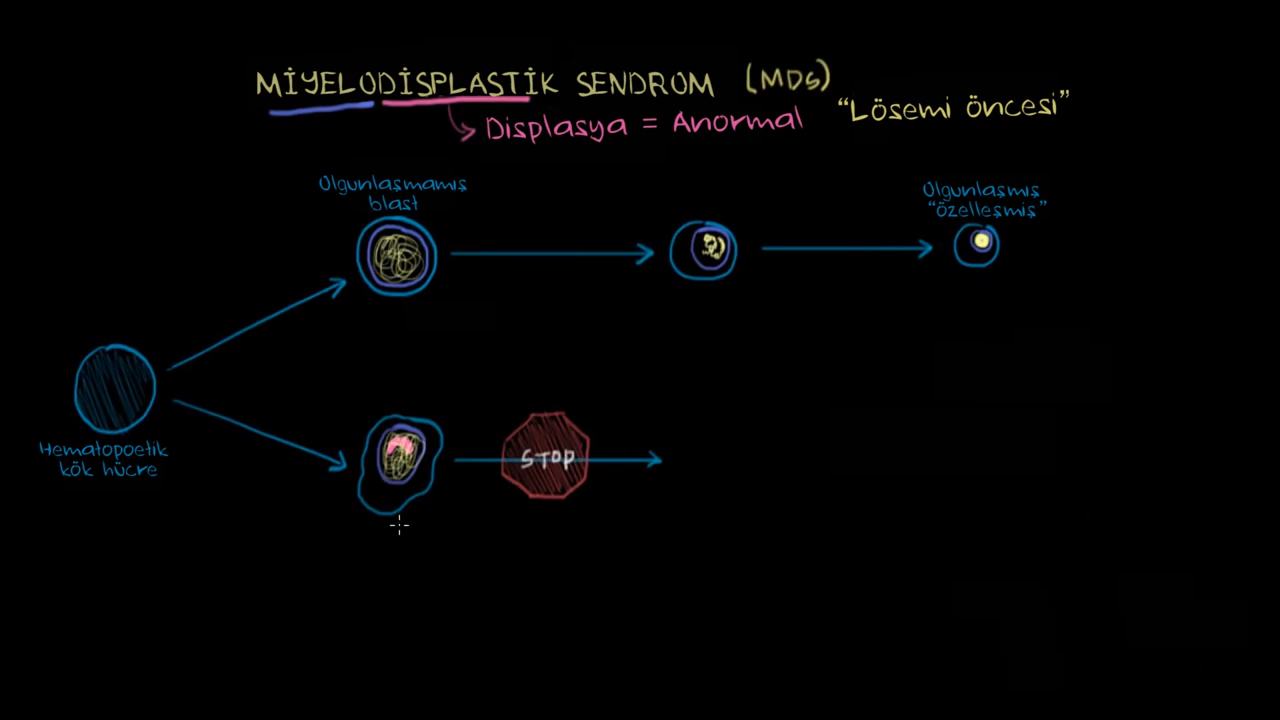 MİYELODİSPLASTİK SENDROM (MDS)
"Lösemi öncesi"
Displasya = Anormal
Olgunlaşmamış
blast
Olgunlaşmış
"özelleşmiş"
Hematopoetik
kök hücre
STOP